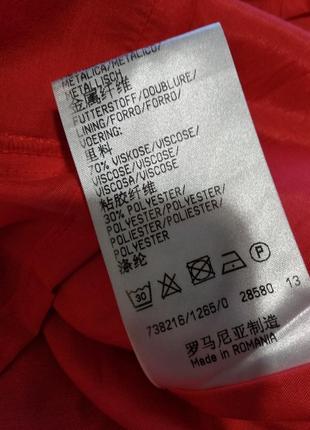 METALICA/METALICO/
METALLISCH
金属纤维
FUTTERSTOFF/DOUBLURE/
LINING/FORRO/FORRO/
VOERING:
里料
70% VISKOSE/VISCOSE/
VISCOSE/VISCOSE/
VISCOSA/VISCOSE
粘胶纤维
30% POLYESTER/
POLYESTER/POLYESTER/
POLIESTER/POLIESTER/
POLYESTER
涤纶
30 P
738216/1265/0 28580 13
罗马尼亚制造
Made in ROMANIA